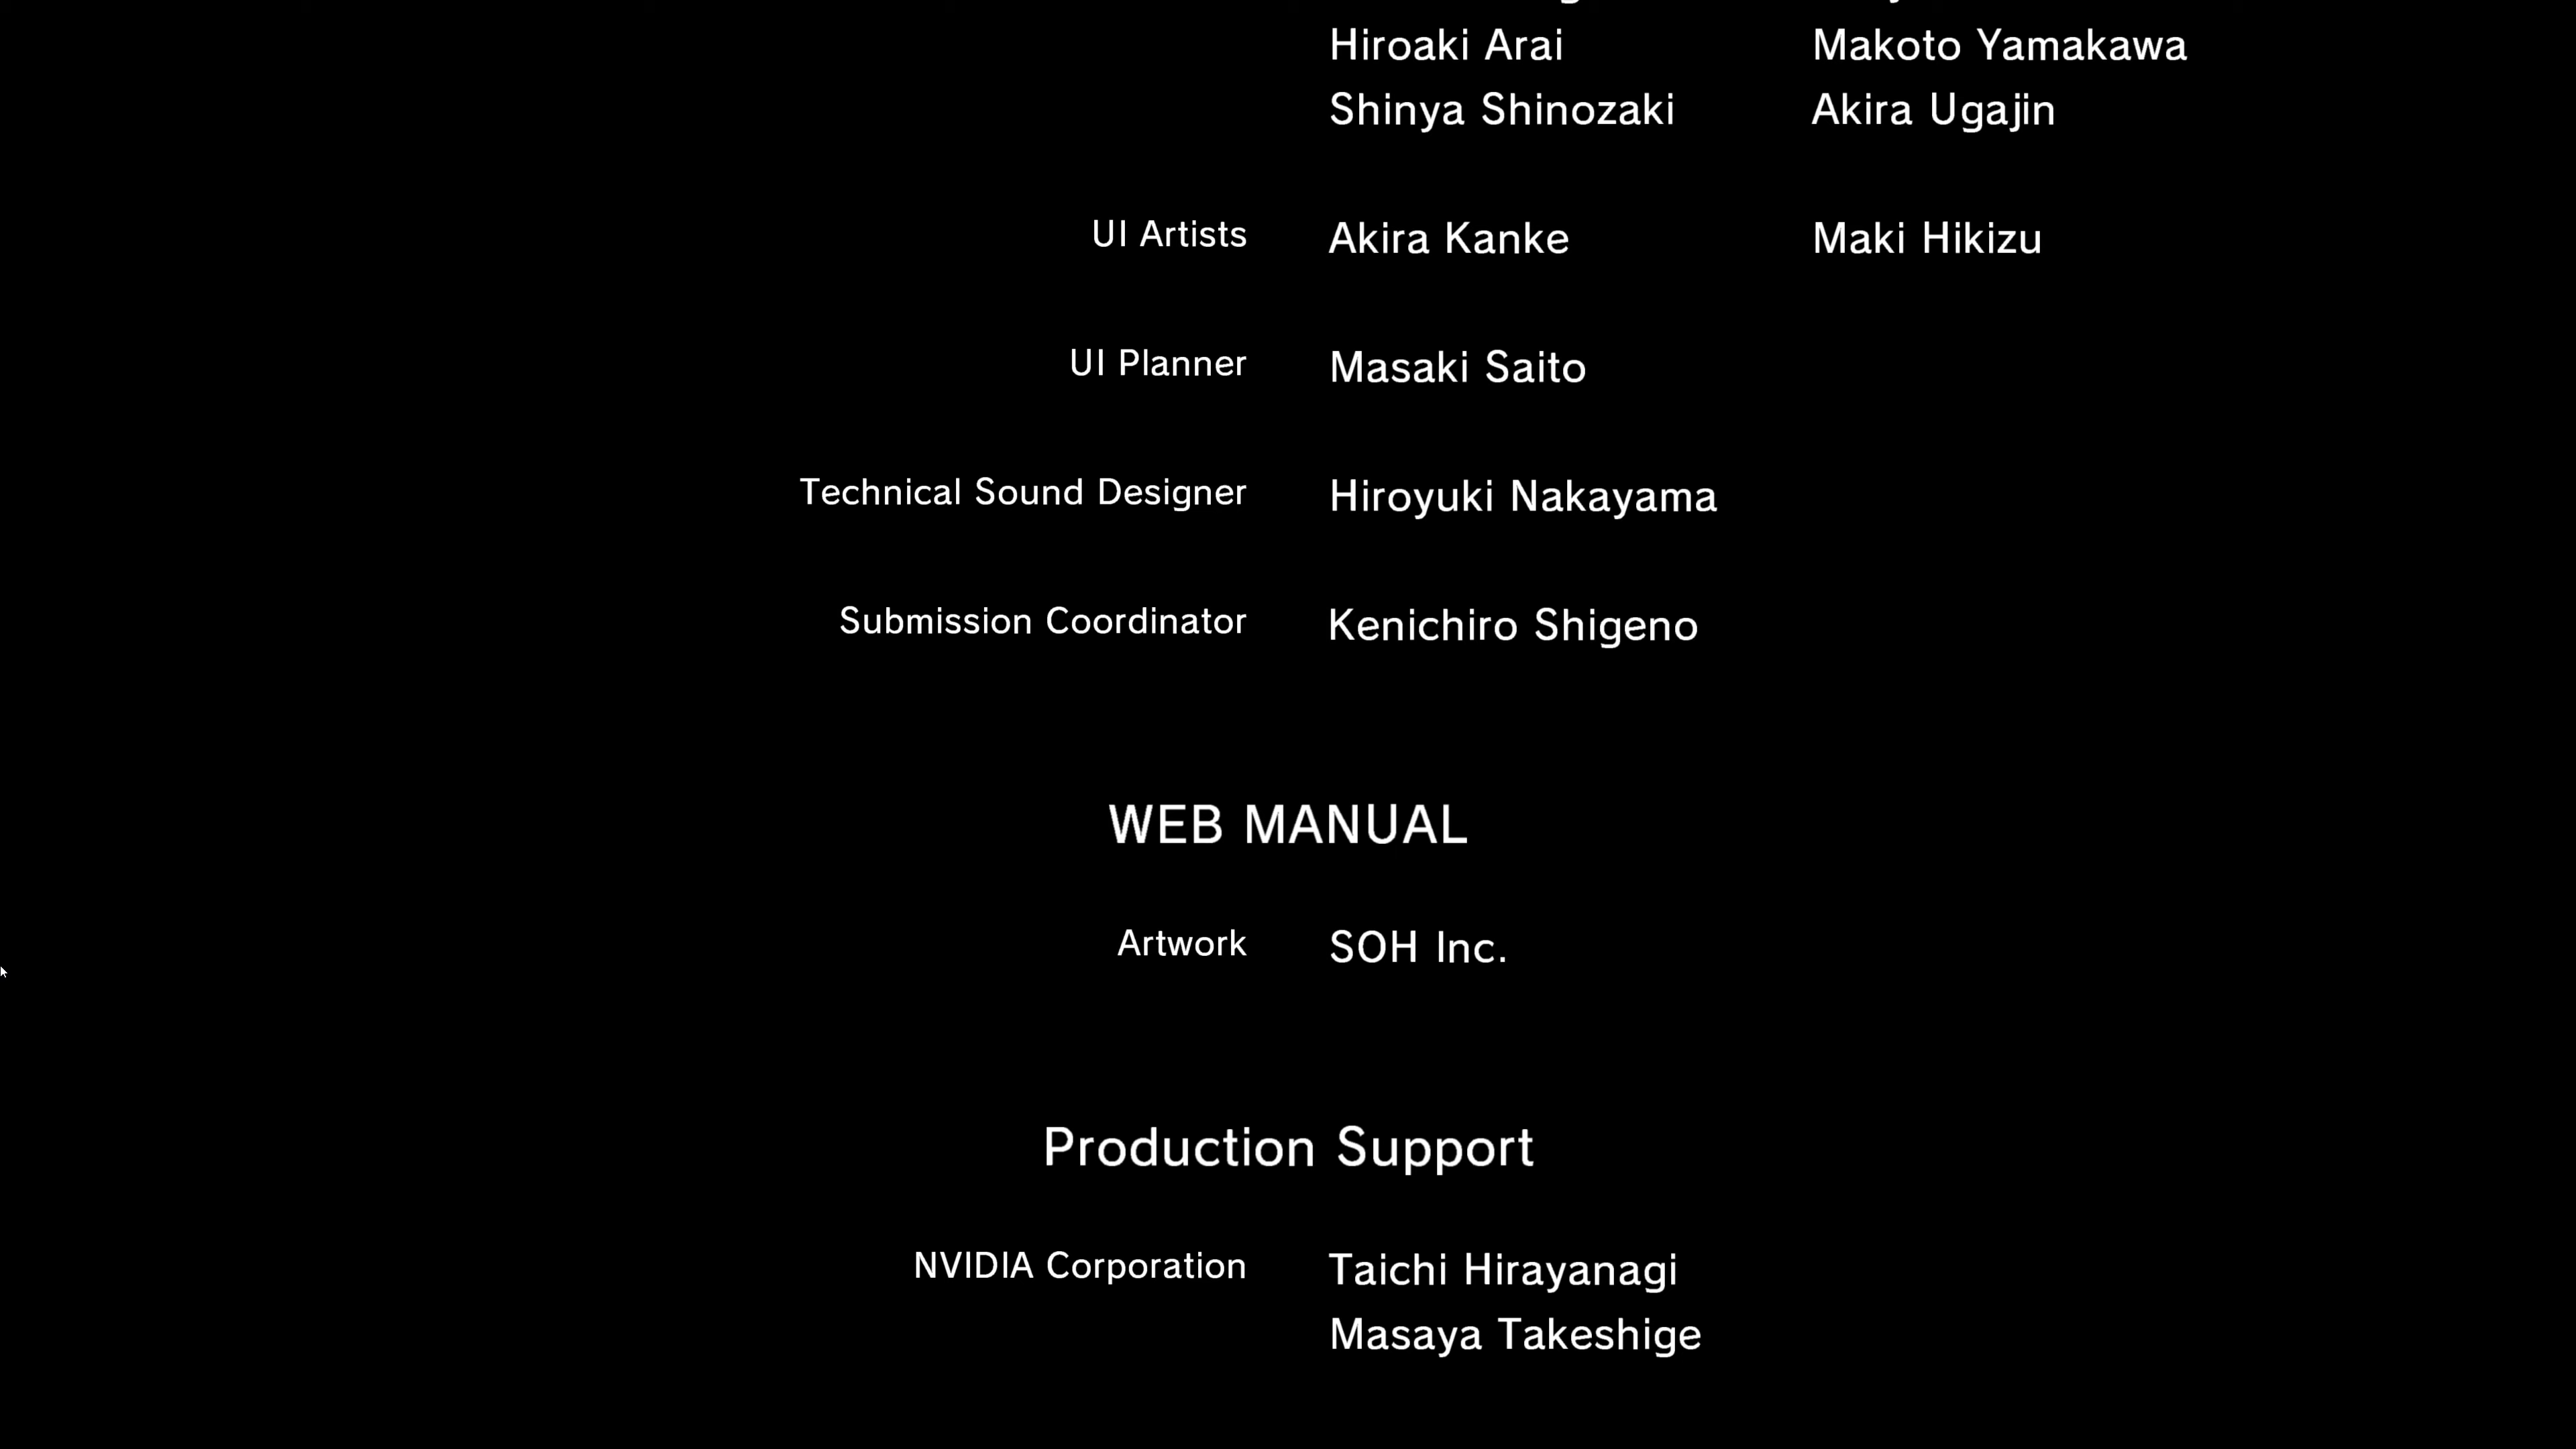 Hiroaki Arai Makoto Yamakawa
Shinya Shinozaki Akira Ugajin
UI Artists Akira Kanke Maki Hikizu
UI Planner Masaki Saito
Technical Sound Designer Hiroyuki Nakayama
Submission Coordinator Kenichiro Shigeno
WEB MANUAL
Artwork SOH Inc.
Production Support
NVIDIA Corporation Taichi Hirayanagi
Masaya Takeshige